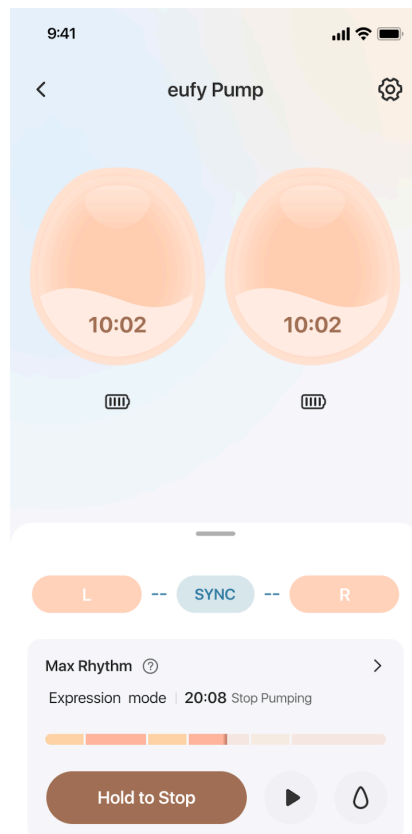 9:41
eufy Pump
10:02 10:02
L -- SYNC -- R
Max Rhythm ?
Expression mode | 20:08 Stop Pumping
Hold to Stop